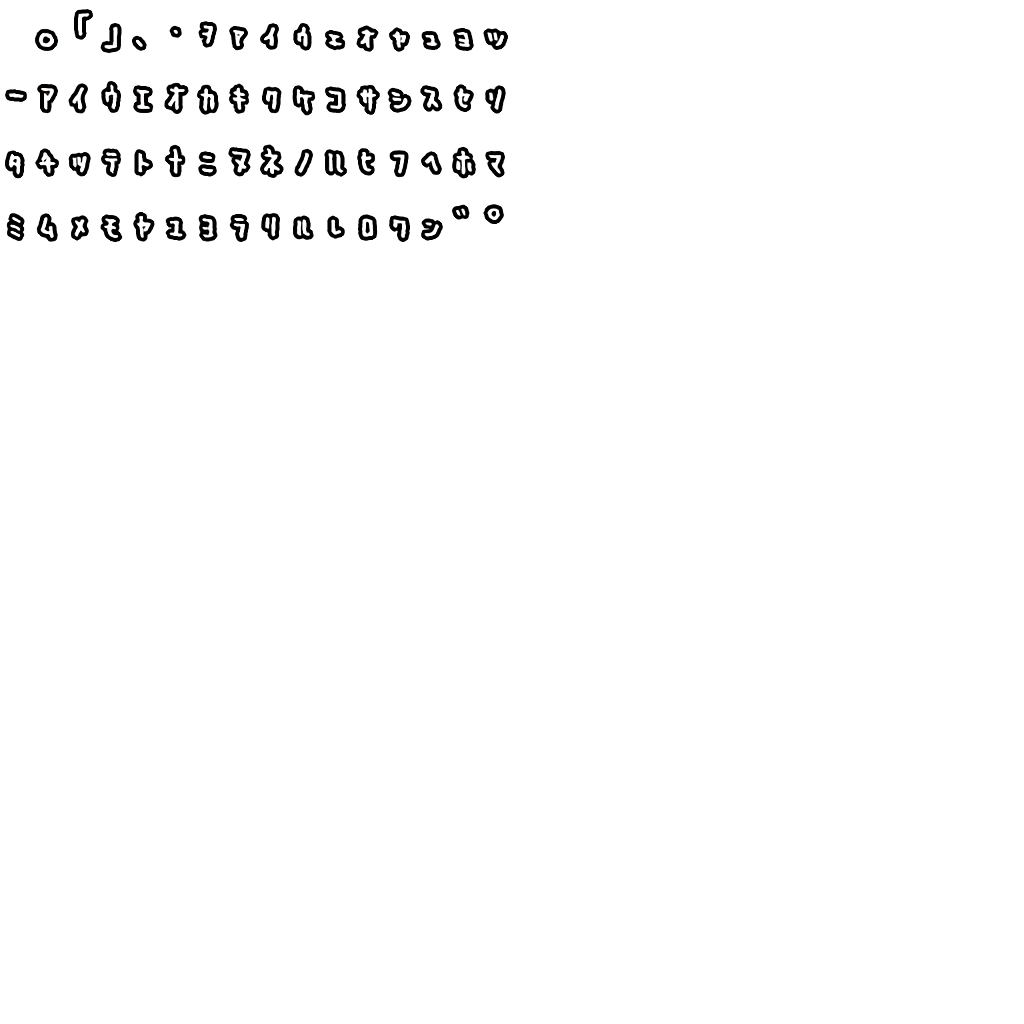 。「」、・ヲァィゥェォャュョッ
ーアイウエオカキクケコサシスセソ
タチツテトナニヌネノハヒフヘホマ
ミムメモヤユヨラリルレロワン゛゜